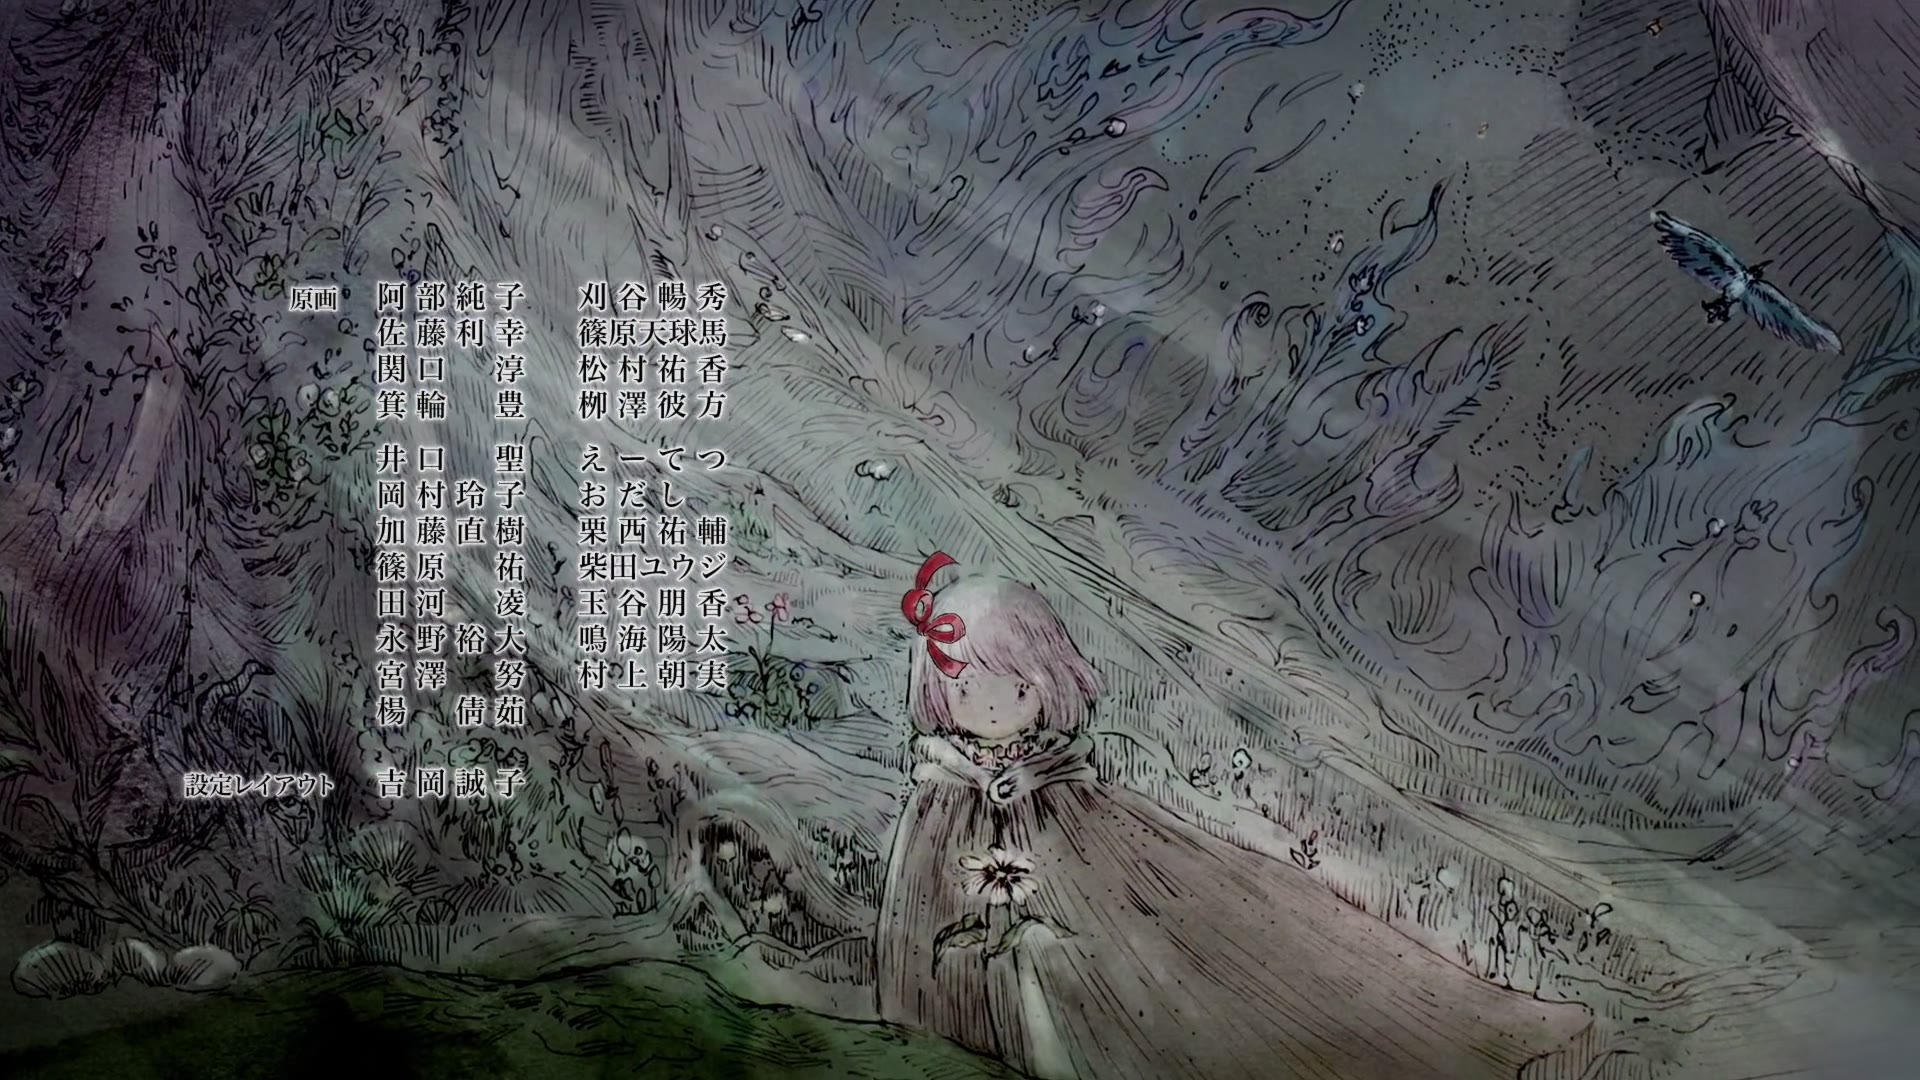 原画 阿部純子 刈谷暢秀
佐藤利幸 篠原天球馬
関口淳 松村祐香
箕輪豊 柳澤彼方
井口聖 えーてつ
岡村玲子 おだし
加藤直樹 栗西祐輔
篠原祐 柴田ユウジ
田河凌 玉谷朋香
永野裕大 鳴海陽太
宮澤努 村上朝実
楊倩茹
設定レイアウト 吉岡誠子